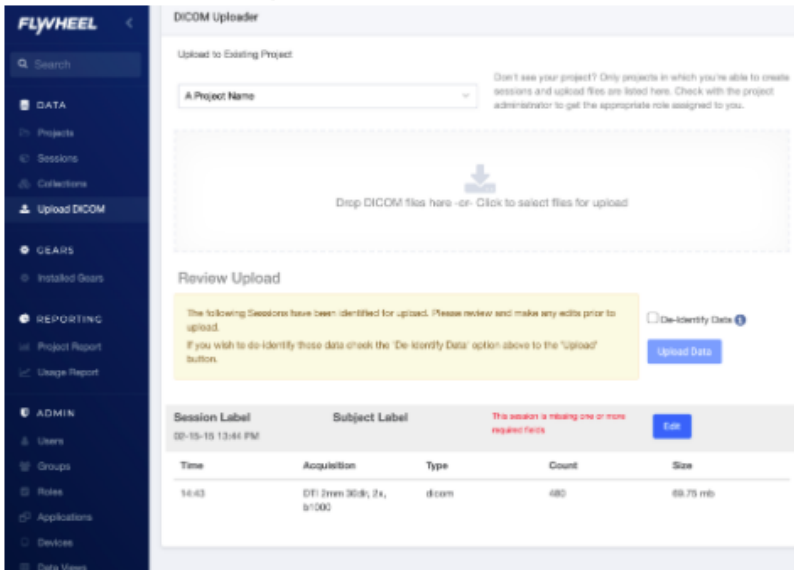 FLYWHEEL
Search
DATA
Projects
Sessions
Collections
Upload DICOM
GEARS
Installed Gears
REPORTING
Project Report
Usage Report
ADMIN
Users
Groups
Roles
Applications
Devices
Data Views
DICOM Uploader
Upload to Existing Project
A Project Name
Don't see your project? Only projects in which you're able to create
sessions and upload files are listed here. Check with the project
administrator to get the appropriate role assigned to you.
Drop DICOM files here -or- Click to select files for upload
Review Upload
The following Sessions have been identified for upload. Please review and make any edits prior to
upload.
If you wish to de-identify these data check the 'De-Identify Data' option above to the "Upload"
button.
De-Identify Data
Upload Data
Session Label
Subject Label
This session is missing one or more
required fields
Edit
02-15-15 13:44 PM
Time Acquisition Type Count Size
14:43 DTI 2mm 30dir, 2x, dicom 480 69.75 mb
b1000